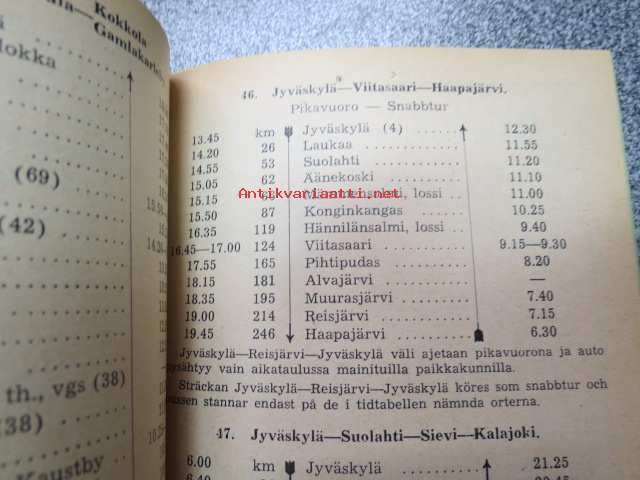 Kokkola
Gamlakarle
lokka
(69)
(42)
th., vgs (38)
(38)
Kaustby
46. Jyväskylä—Viitasaari—Haapajärvi.
Pikavuoro — Snabbtur
13.45 km Jyväskylä (4) ...... 12.30
14.20 26 Laukaa ...... 11.55
14.55 53 Suolahti ...... 11.20
15.05 62 Äänekoski ...... 11.10
15.15 lossi ... 11.00
15.50 87 Konginkangas ...... 10.25
16.35 119 Hännilänsalmi, lossi .. 9.40
16.45—17.00 124 Viitasaari ...... 9.15—9.30
17.55 165 Pihtipudas ...... 8.20
18.15 181 Alvajärvi ...... —
18.35 195 Muurasjärvi ...... 7.40
19.00 214 Reisjärvi ...... 7.15
19.45 246 Haapajärvi ...... 6.30
Antikvariaatti.net
Jyväskylä—Reisjärvi—Jyväskylä väli ajetaan pikavuorona ja auto
vain aikataulussa mainituilla paikkakunnilla.
Sträckan Jyväskylä—Reisjärvi—Jyväskylä köres som snabbtur och
stannar endast på de i tidtabellen nämnda orterna.
47. Jyväskylä—Suolahti—Sievi—Kalajoki.
6.00 km Jyväskylä ...... 21.25